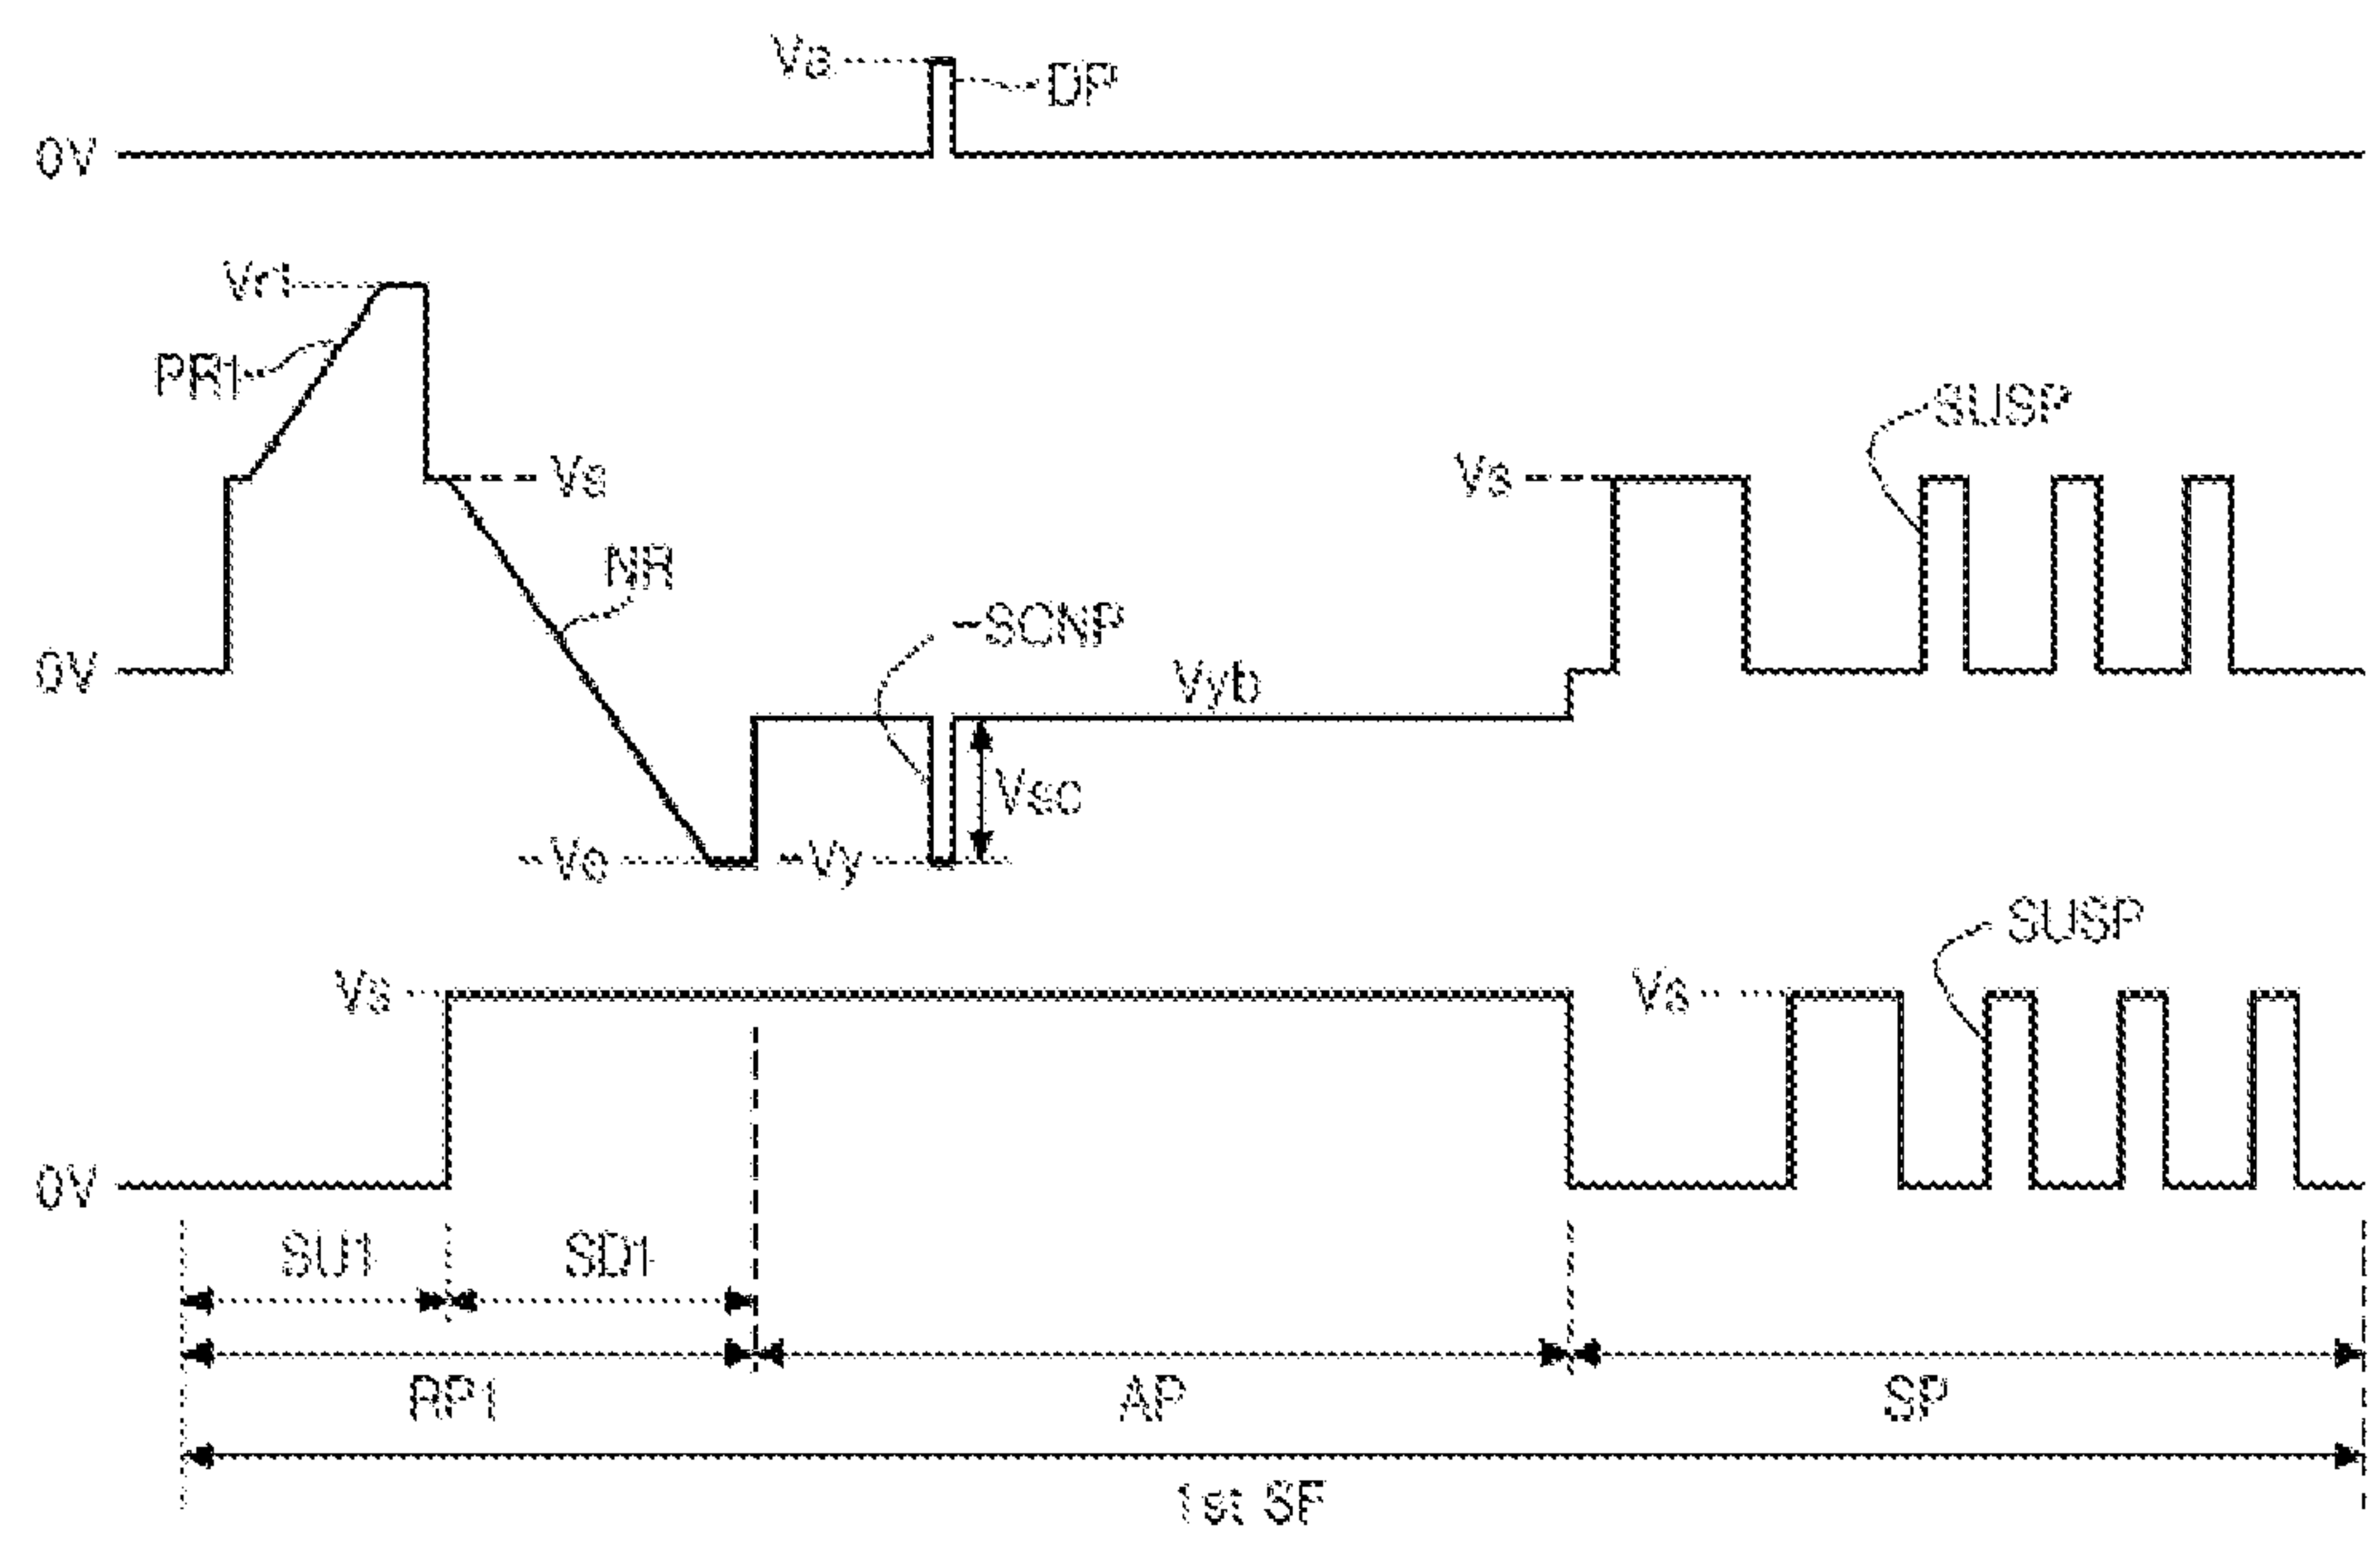 Va
DP
0V
Vr1
PR1
Vs
Vs
SUSP
NR
-SCNP
0V
Vyb
Vsc
-Ve
-Vy
SUSP
Vs
Vs
0V
SU1
SD1
RP1
AP
SP
1st SF